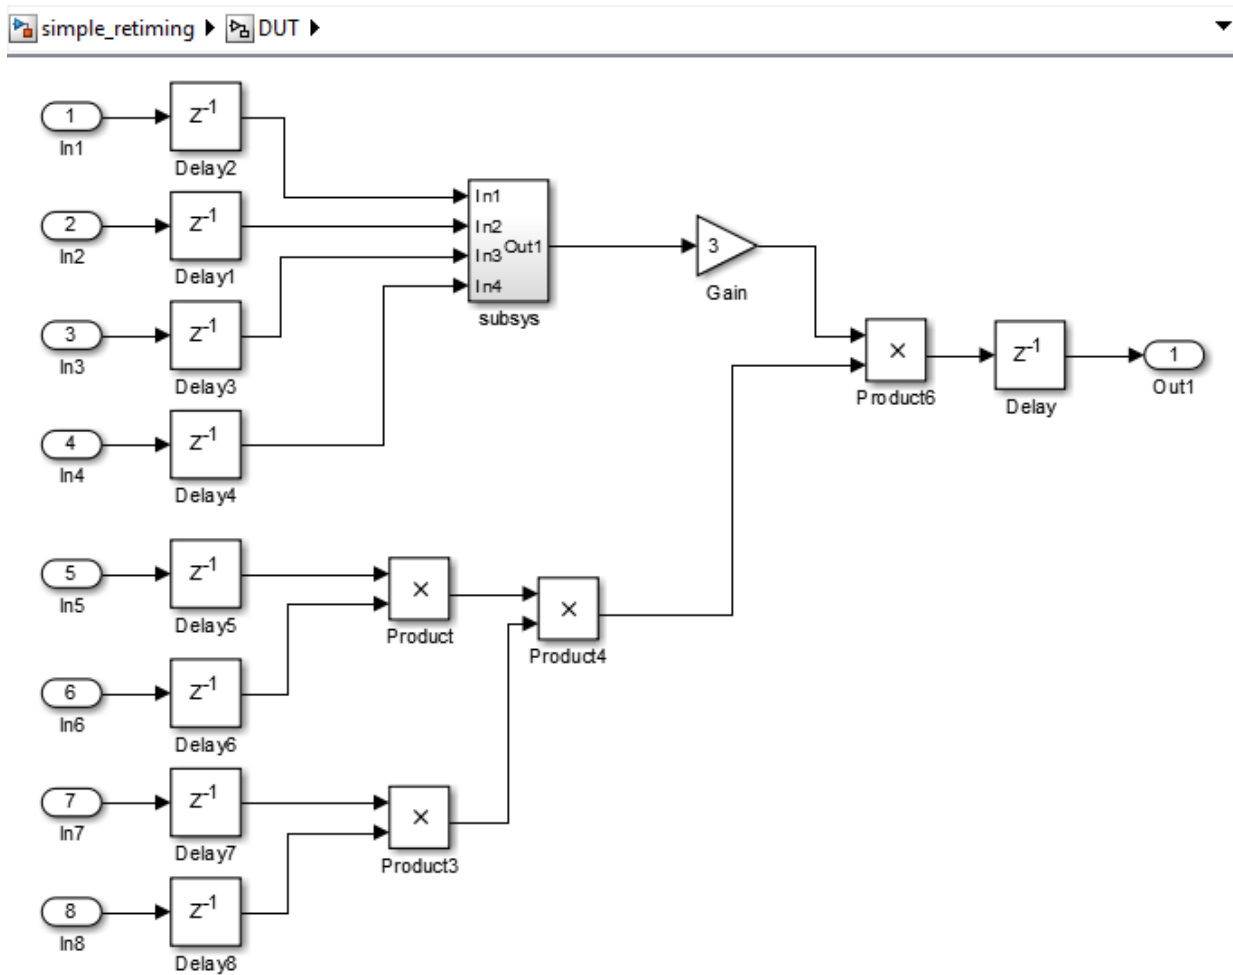 simple_retiming ▶ DUT ▶
1
In1
Z-1
Delay2
2
In2
Z-1
Delay1
3
In3
Z-1
Delay3
4
In4
Z-1
Delay4
In1
In2
In3
In4
Out1
subsys
3
Gain
×
Product6
Z-1
Delay
1
Out1
5
In5
Z-1
Delay5
6
In6
Z-1
Delay6
×
Product
×
Product4
7
In7
Z-1
Delay7
8
In8
Z-1
Delay8
×
Product3